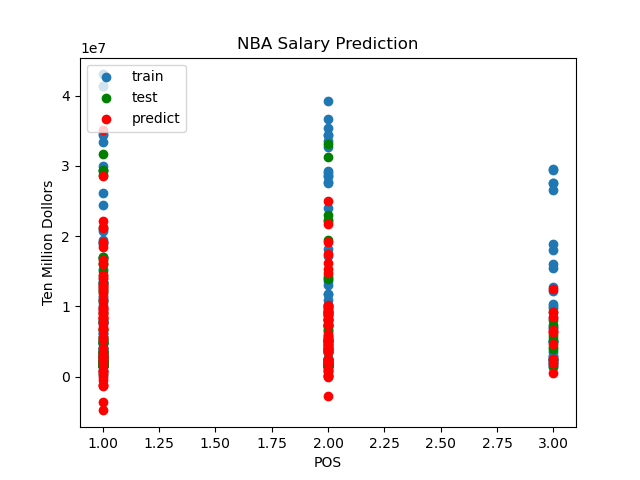 NBA Salary Prediction
1e7
train
test
predict
4
3
2
1
0
Ten Million Dollors
1.00 1.25 1.50 1.75 2.00 2.25 2.50 2.75 3.00
POS